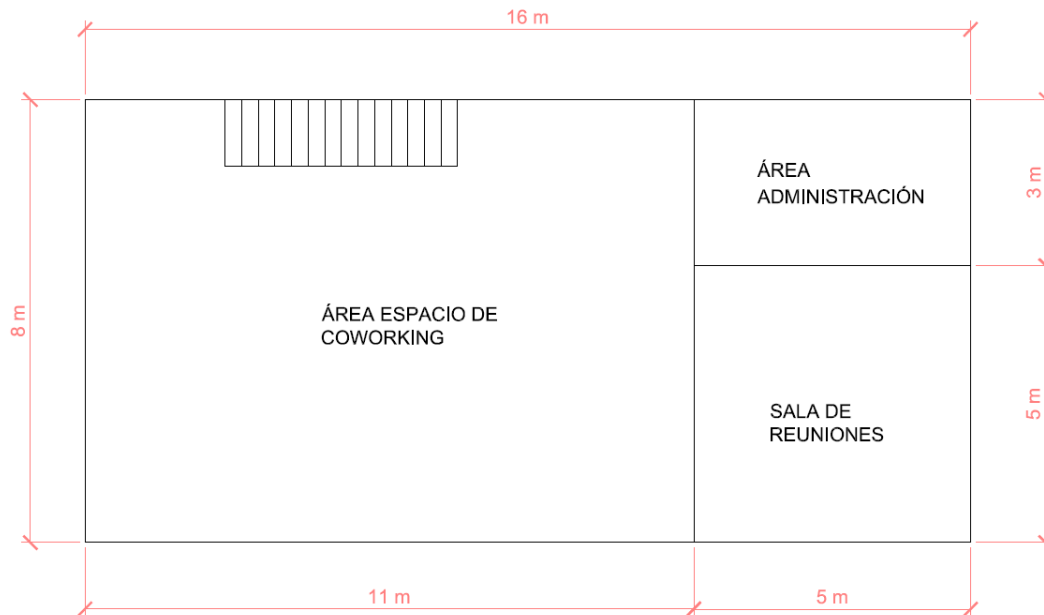 16 m
ÁREA
ADMINISTRACIÓN
3 m
ÁREA ESPACIO DE
COWORKING
8 m
SALA DE
REUNIONES
5 m
11 m
5 m